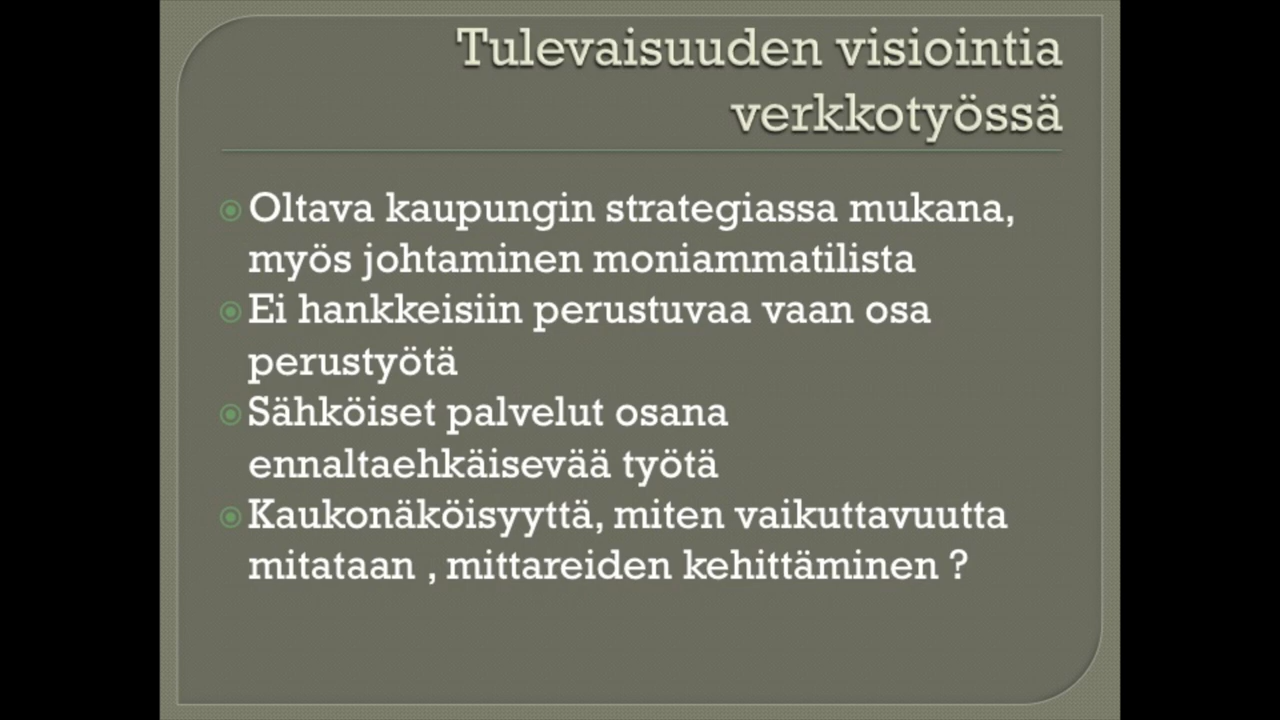 Tulevaisuuden visiointia
verkkotyössä
Oltava kaupungin strategiassa mukana,
myös johtaminen moniammatilista
Ei hankkeisiin perustuvaa vaan osa
perustyötä
Sähköiset palvelut osana
ennaltaehkäisevää työtä
Kaukonäköisyyttä, miten vaikuttavuutta
mitataan , mittareiden kehittäminen ?